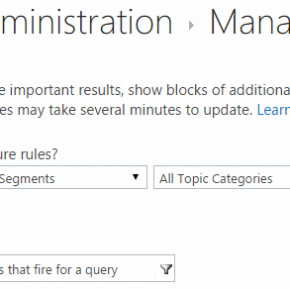 ministration › Mana
e important results, show blocks of additiona
es may take several minutes to update. Learn
ure rules?
Segments All Topic Categories
s that fire for a query